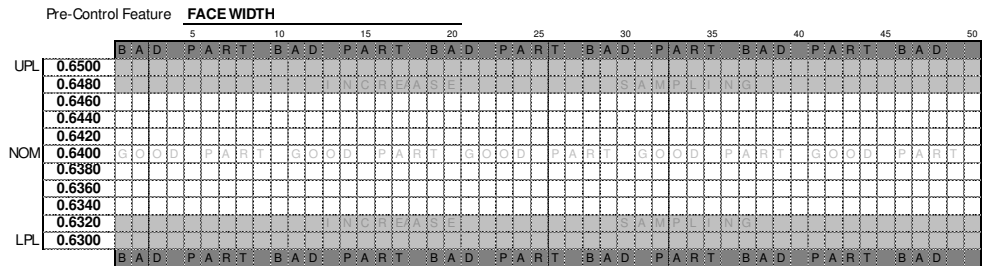 Pre-Control Feature FACE WIDTH
5 10 15 20 25 30 35 40 45 50
BAD PART BAD PART BAD PART BAD PART BAD PART BAD
UPL 0.6500
0.6480 INCREASE SAMPLING
0.6460
0.6440
0.6420
NOM 0.6400 GOOD PART GOOD PART GOOD PART GOOD PART GOOD PART
0.6380
0.6360
0.6340
0.6320 INCREASE SAMPLING
LPL 0.6300
BAD PART BAD PART BAD PART BAD PART BAD PART BAD